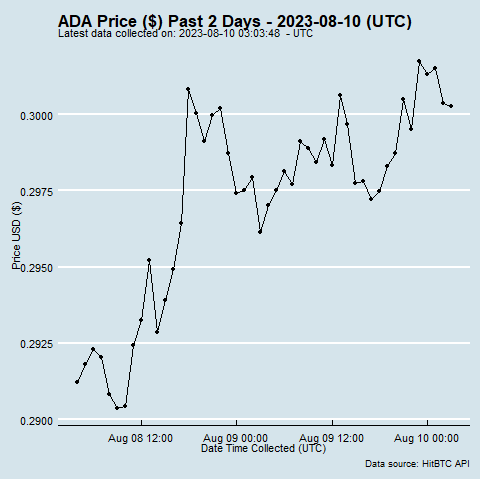 ADA Price ($) Past 2 Days - 2023-08-10 (UTC)
Latest data collected on: 2023-08-10 03:03:48 - UTC
0.3000
0.2975
0.2950
0.2925
0.2900
Price USD ($)
Aug 08 12:00 Aug 09 00:00 Aug 09 12:00 Aug 10 00:00
Date Time Collected (UTC)
Data source: HitBTC API